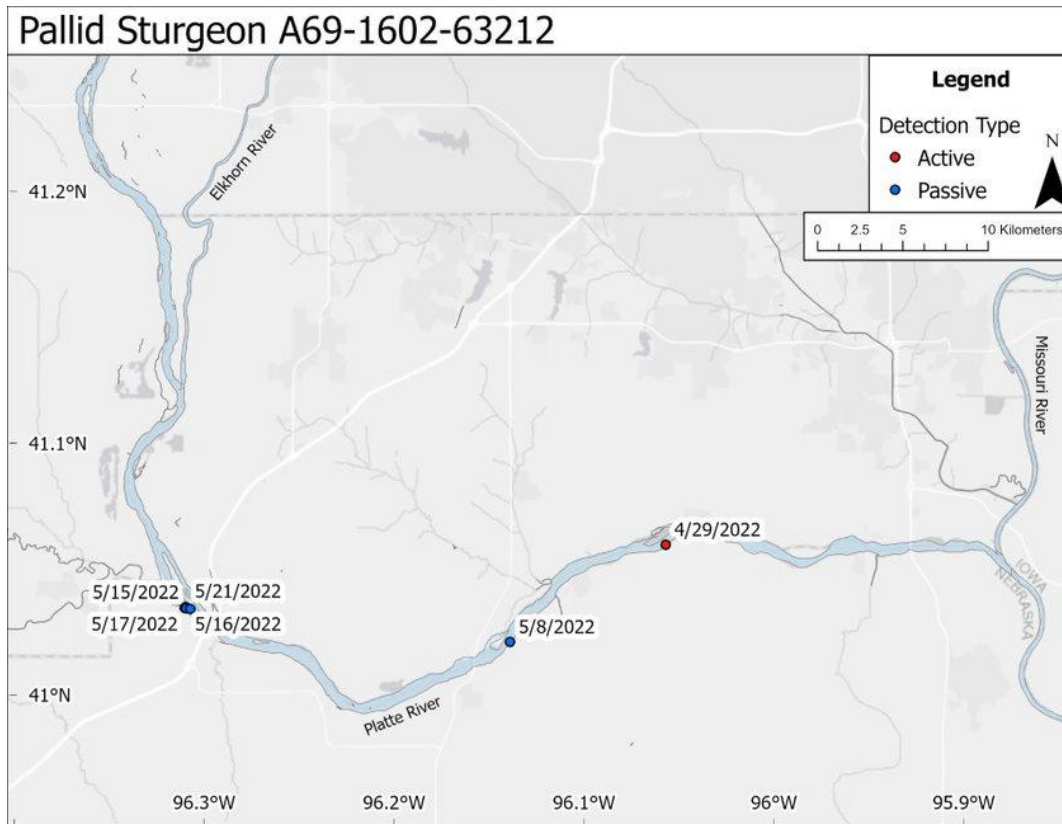 Pallid Sturgeon A69-1602-63212
Legend
Detection Type
Active
Passive
N
0 2.5 5 10 Kilometers
Elkhorn River
41.2°N
Missouri River
41.1°N
4/29/2022
5/15/2022 5/21/2022
5/17/2022 5/16/2022
5/8/2022
IOWA
NEBRASKA
41°N
Platte River
96.3°W 96.2°W 96.1°W 96°W 95.9°W